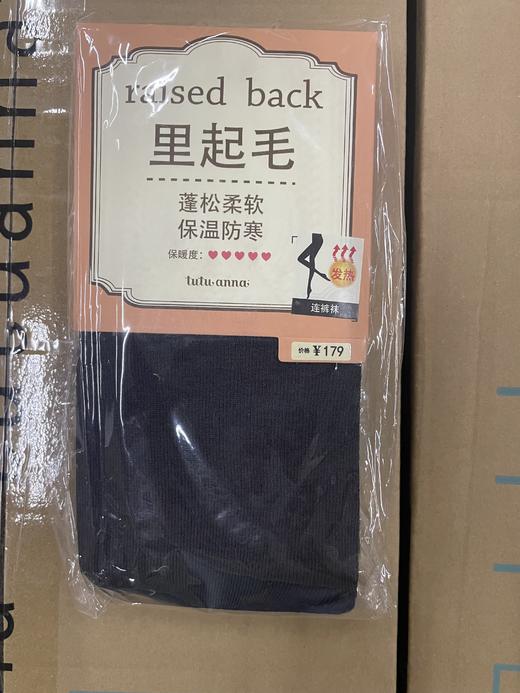 raised back
里起毛
蓬松柔软
保温防寒
保暖度：♥♥♥♥♥
tutu anna
发热
连裤袜
价格 ¥179